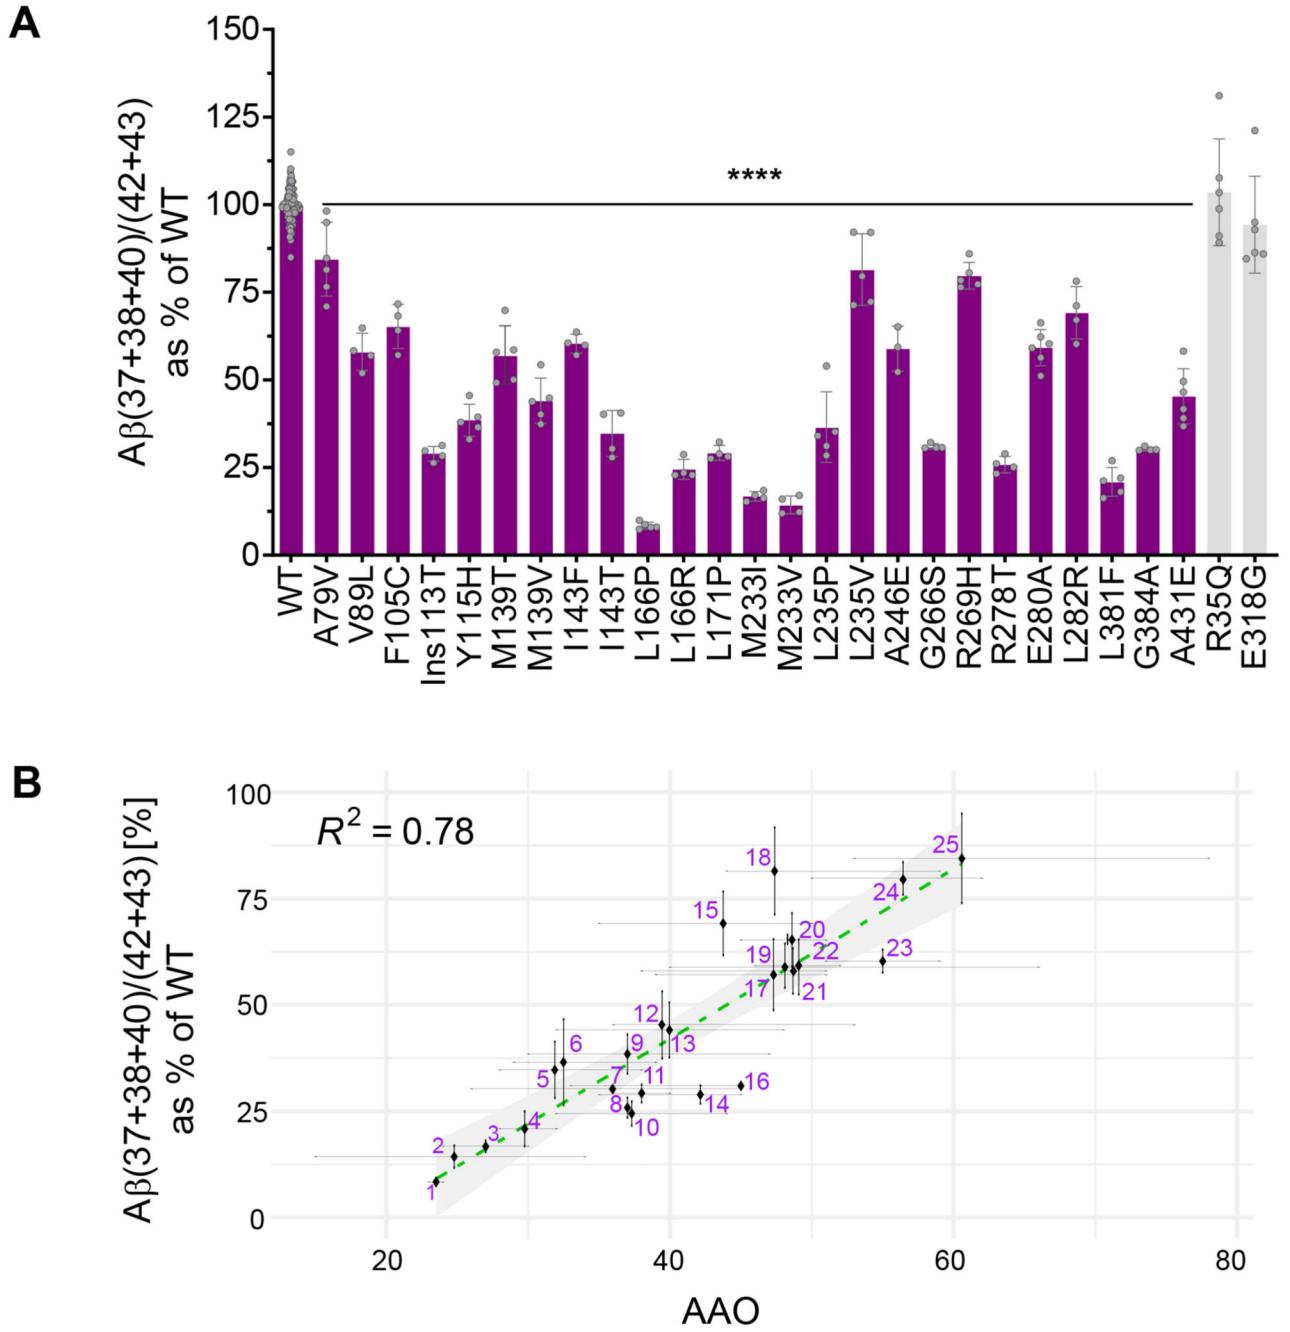 A
Aβ(37+38+40)/(42+43)
as % of WT
150
125
100
75
50
25
0
****
WT
A79V
V89L
F105C
Ins113T
Y115H
M139T
M139V
I143F
I143T
L166P
L166R
L171P
M233I
M233V
L235P
L235V
A246E
G266S
R269H
R278T
E280A
L282R
L381F
G384A
A431E
R35Q
E318G
B
Aβ(37+38+40)/(42+43)[%]
as % of WT
100
75
50
25
0
R² = 0.78
1
2
3
4
5
6
7
8
9
10
11
12
13
14
15
16
17
18
19
20
21
22
23
24
25
20
40
60
80
AAO